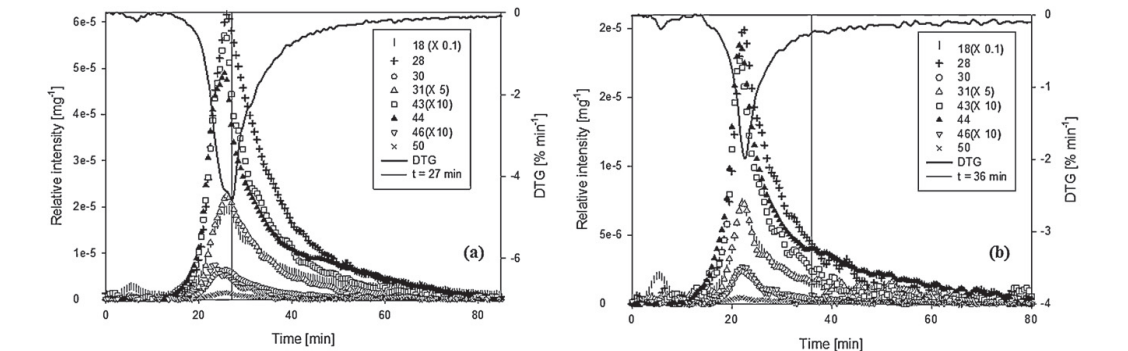 6e-5
5e-5
4e-5
3e-5
2e-5
1e-5
0
Relative intensity [mg-1]
0
20
40
60
80
Time [min]
0
-2
-4
-6
DTG [% min-1]
18 (X 0.1)
28
30
31(X 5)
43(X10)
44
46(X10)
50
DTG
t = 27 min
(a)
2e-5
2e-5
1e-5
5e-6
0
Relative intensity [mg-1]
0
20
40
60
80
Time [min]
0
-1
-2
-3
-4
DTG [% min-1]
18(X 0.1)
28
30
31(X 5)
43(X 10)
44
46(X 10)
50
DTG
t = 36 min
(b)